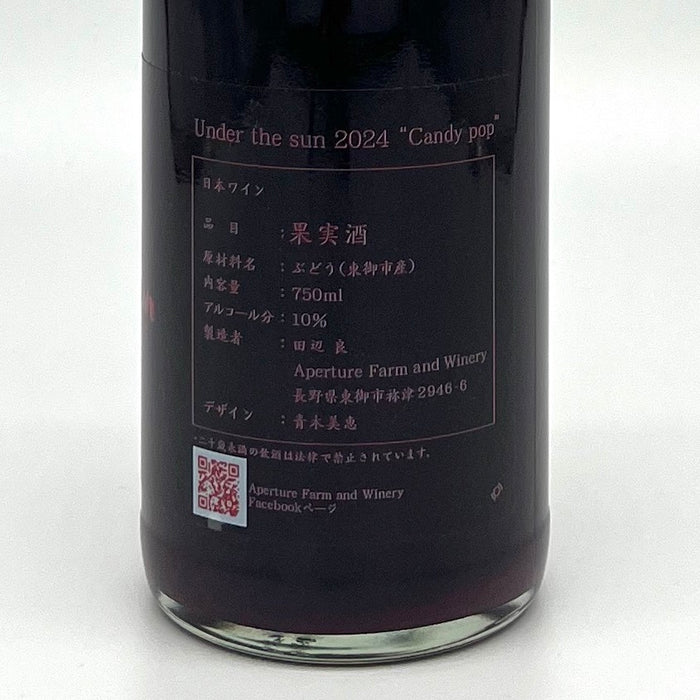 Under the sun 2024 “Candy pop”
日本ワイン
品目 ：果実酒
原材料名 ：ぶどう(東御市産)
内容量 ：750ml
アルコール分：10%
製造者 ：田辺 良
Aperture Farm and Winery
長野県東御市祢津2946-6
デザイン ：青木美恵
・二十歳未満の飲酒は法律で禁止されています。
Aperture Farm and Winery
Facebookページ